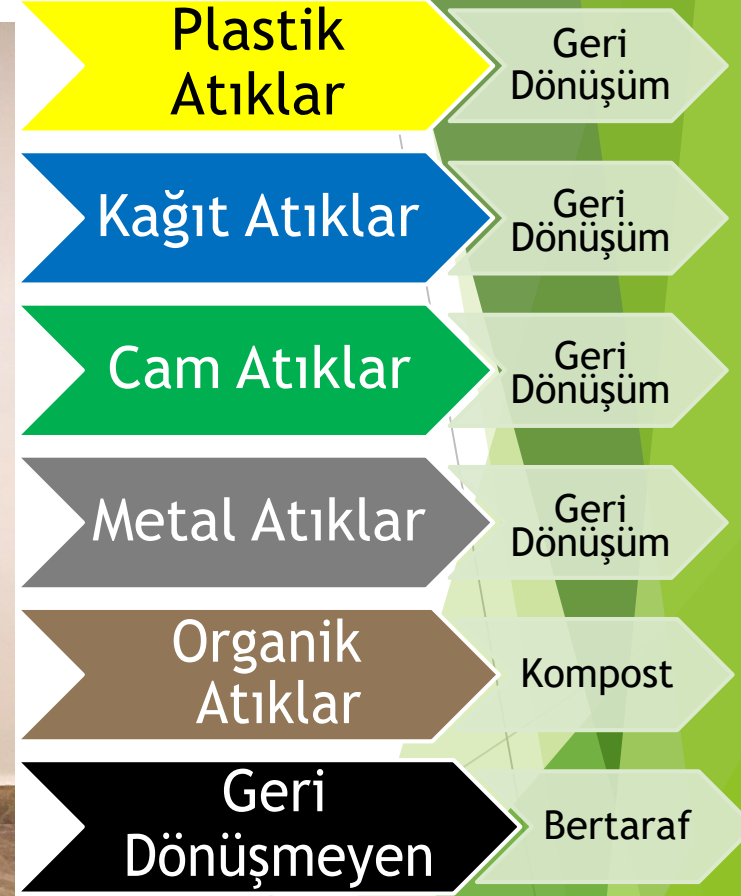 Plastik
Atıklar
Geri
Dönüşüm
Kağıt Atıklar
Geri
Dönüşüm
Cam Atıklar
Geri
Dönüşüm
Metal Atıklar
Geri
Dönüşüm
Organik
Atıklar
Kompost
Geri
Dönüşmeyen
Bertaraf